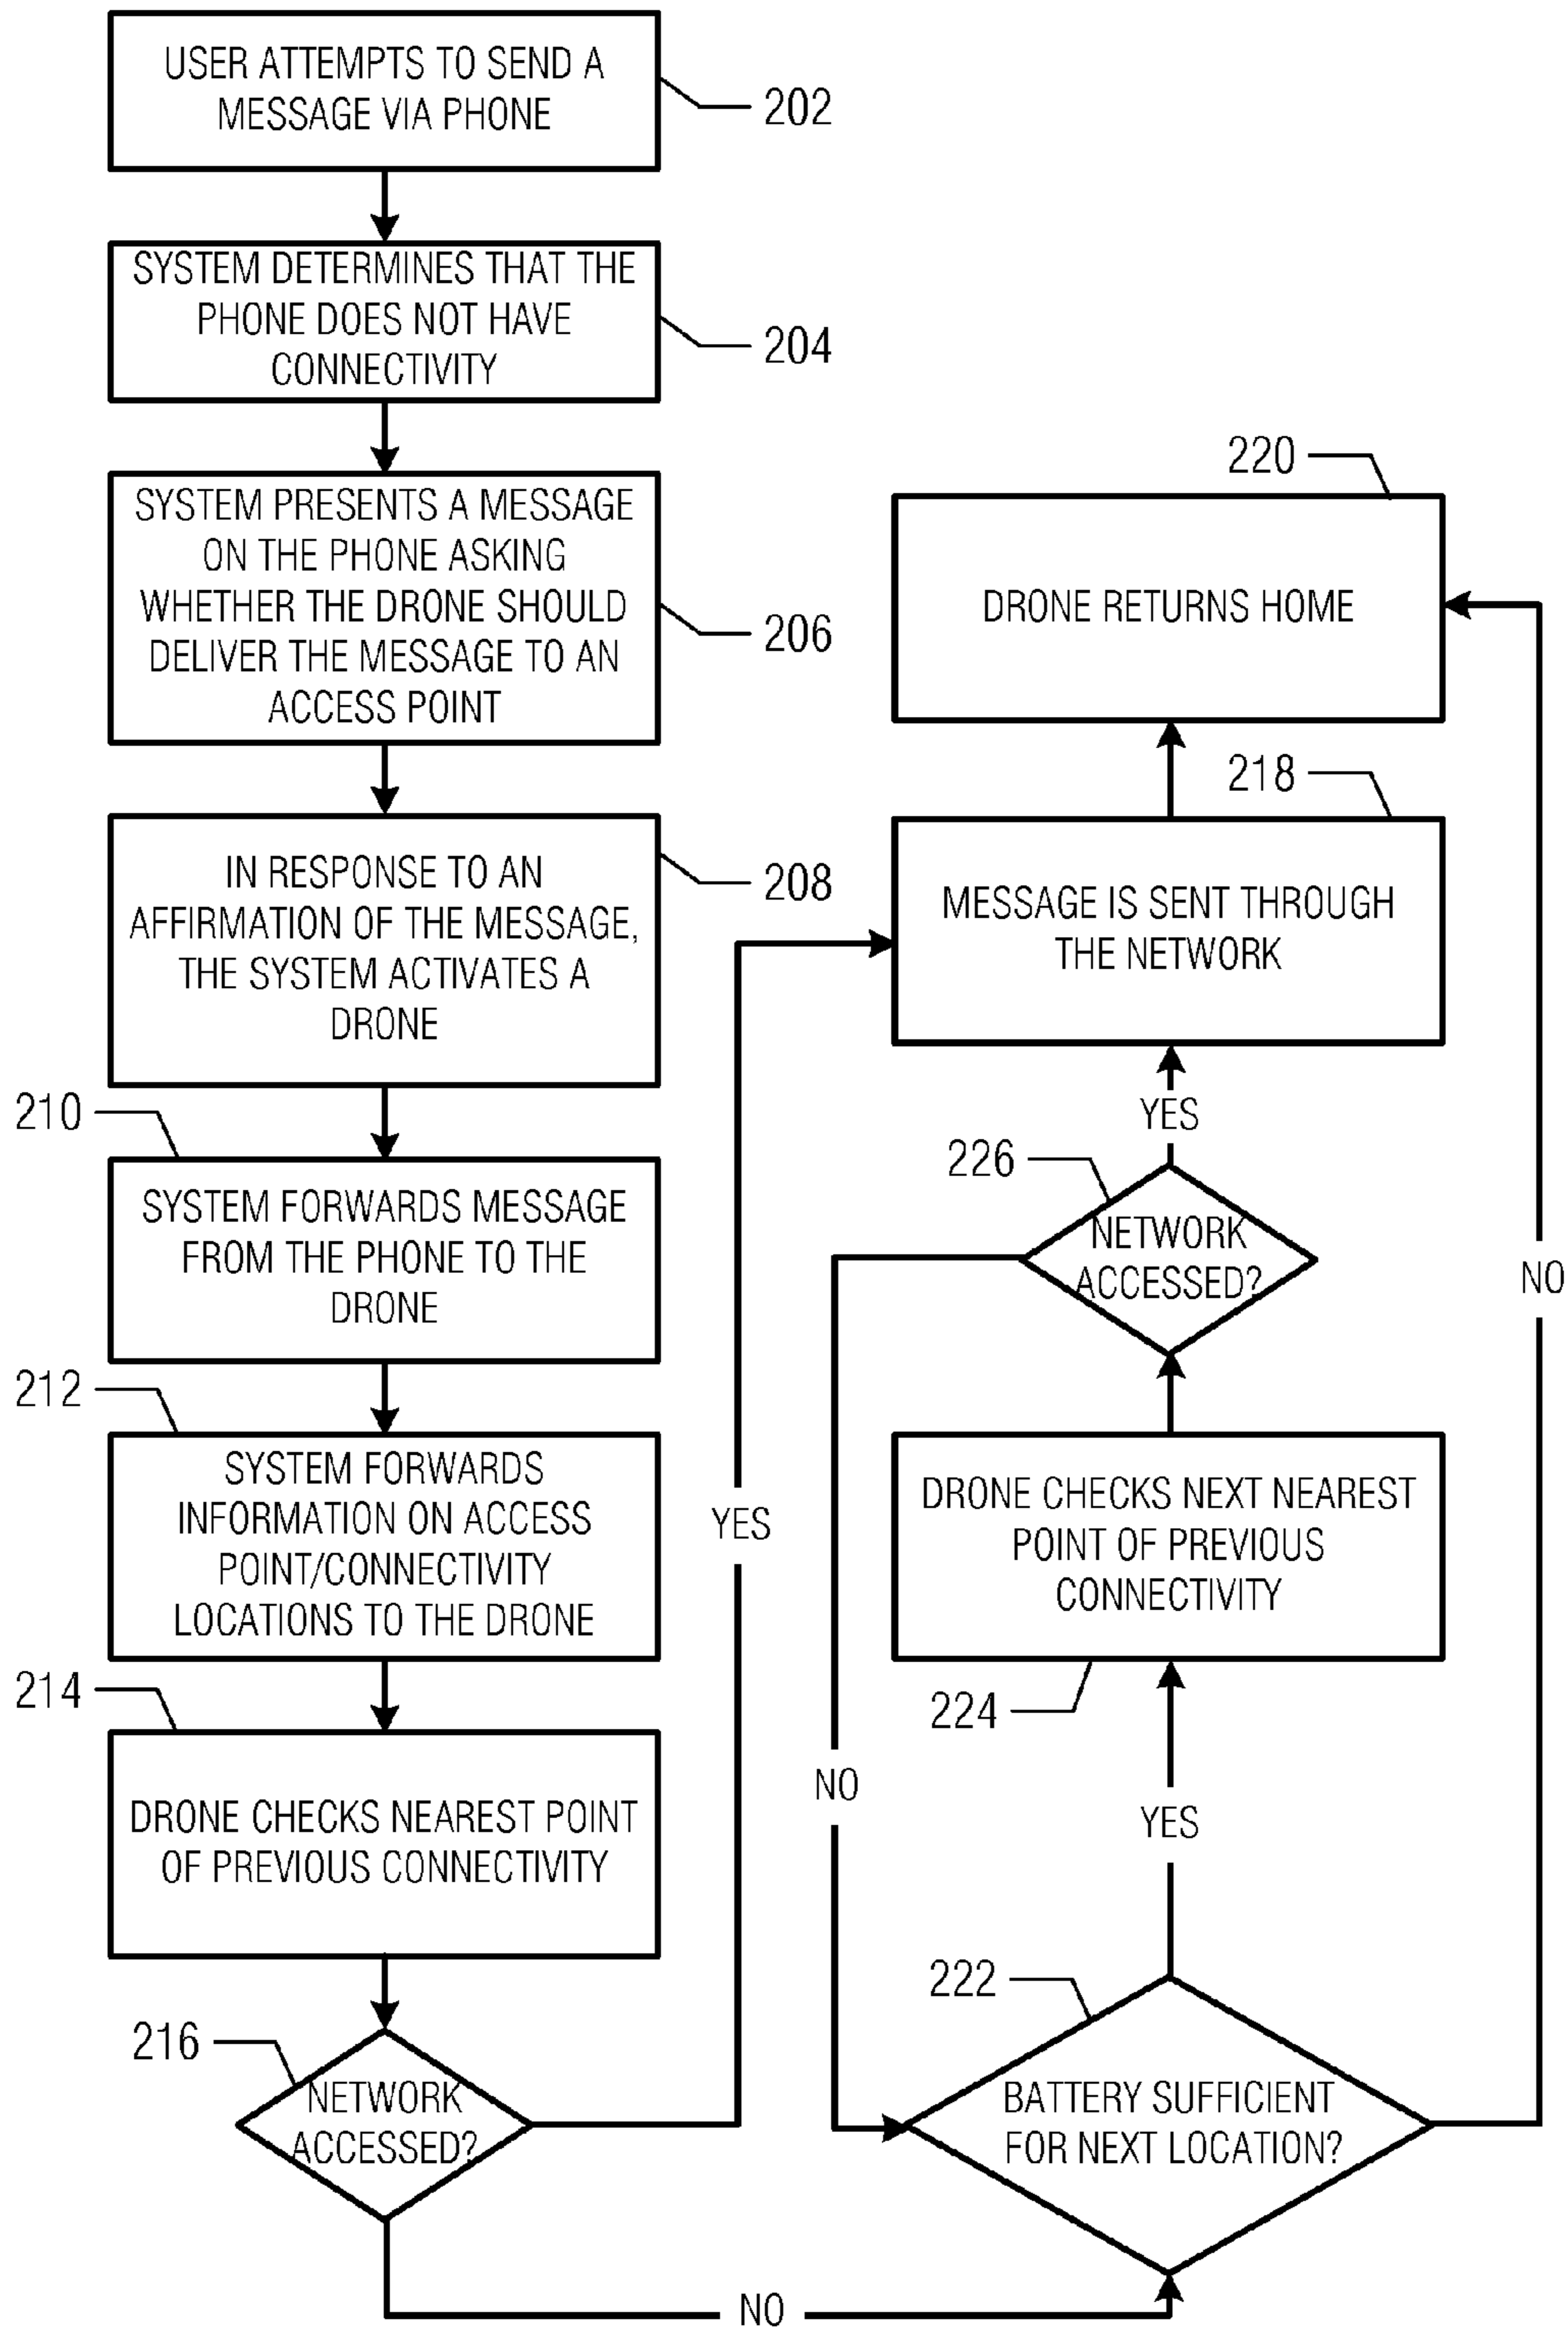 USER ATTEMPTS TO SEND A
MESSAGE VIA PHONE
202
SYSTEM DETERMINES THAT THE
PHONE DOES NOT HAVE
CONNECTIVITY
204
SYSTEM PRESENTS A MESSAGE
ON THE PHONE ASKING
WHETHER THE DRONE SHOULD
DELIVER THE MESSAGE TO AN
ACCESS POINT
206
IN RESPONSE TO AN
AFFIRMATION OF THE MESSAGE,
THE SYSTEM ACTIVATES A
DRONE
208
210
SYSTEM FORWARDS MESSAGE
FROM THE PHONE TO THE
DRONE
212
SYSTEM FORWARDS
INFORMATION ON ACCESS
POINT/CONNECTIVITY
LOCATIONS TO THE DRONE
214
DRONE CHECKS NEAREST POINT
OF PREVIOUS CONNECTIVITY
216
NETWORK
ACCESSED?
YES
NO
220
DRONE RETURNS HOME
218
MESSAGE IS SENT THROUGH
THE NETWORK
YES
226
NETWORK
ACCESSED?
NO
DRONE CHECKS NEXT NEAREST
POINT OF PREVIOUS
CONNECTIVITY
224
YES
222
BATTERY SUFFICIENT
FOR NEXT LOCATION?
NO